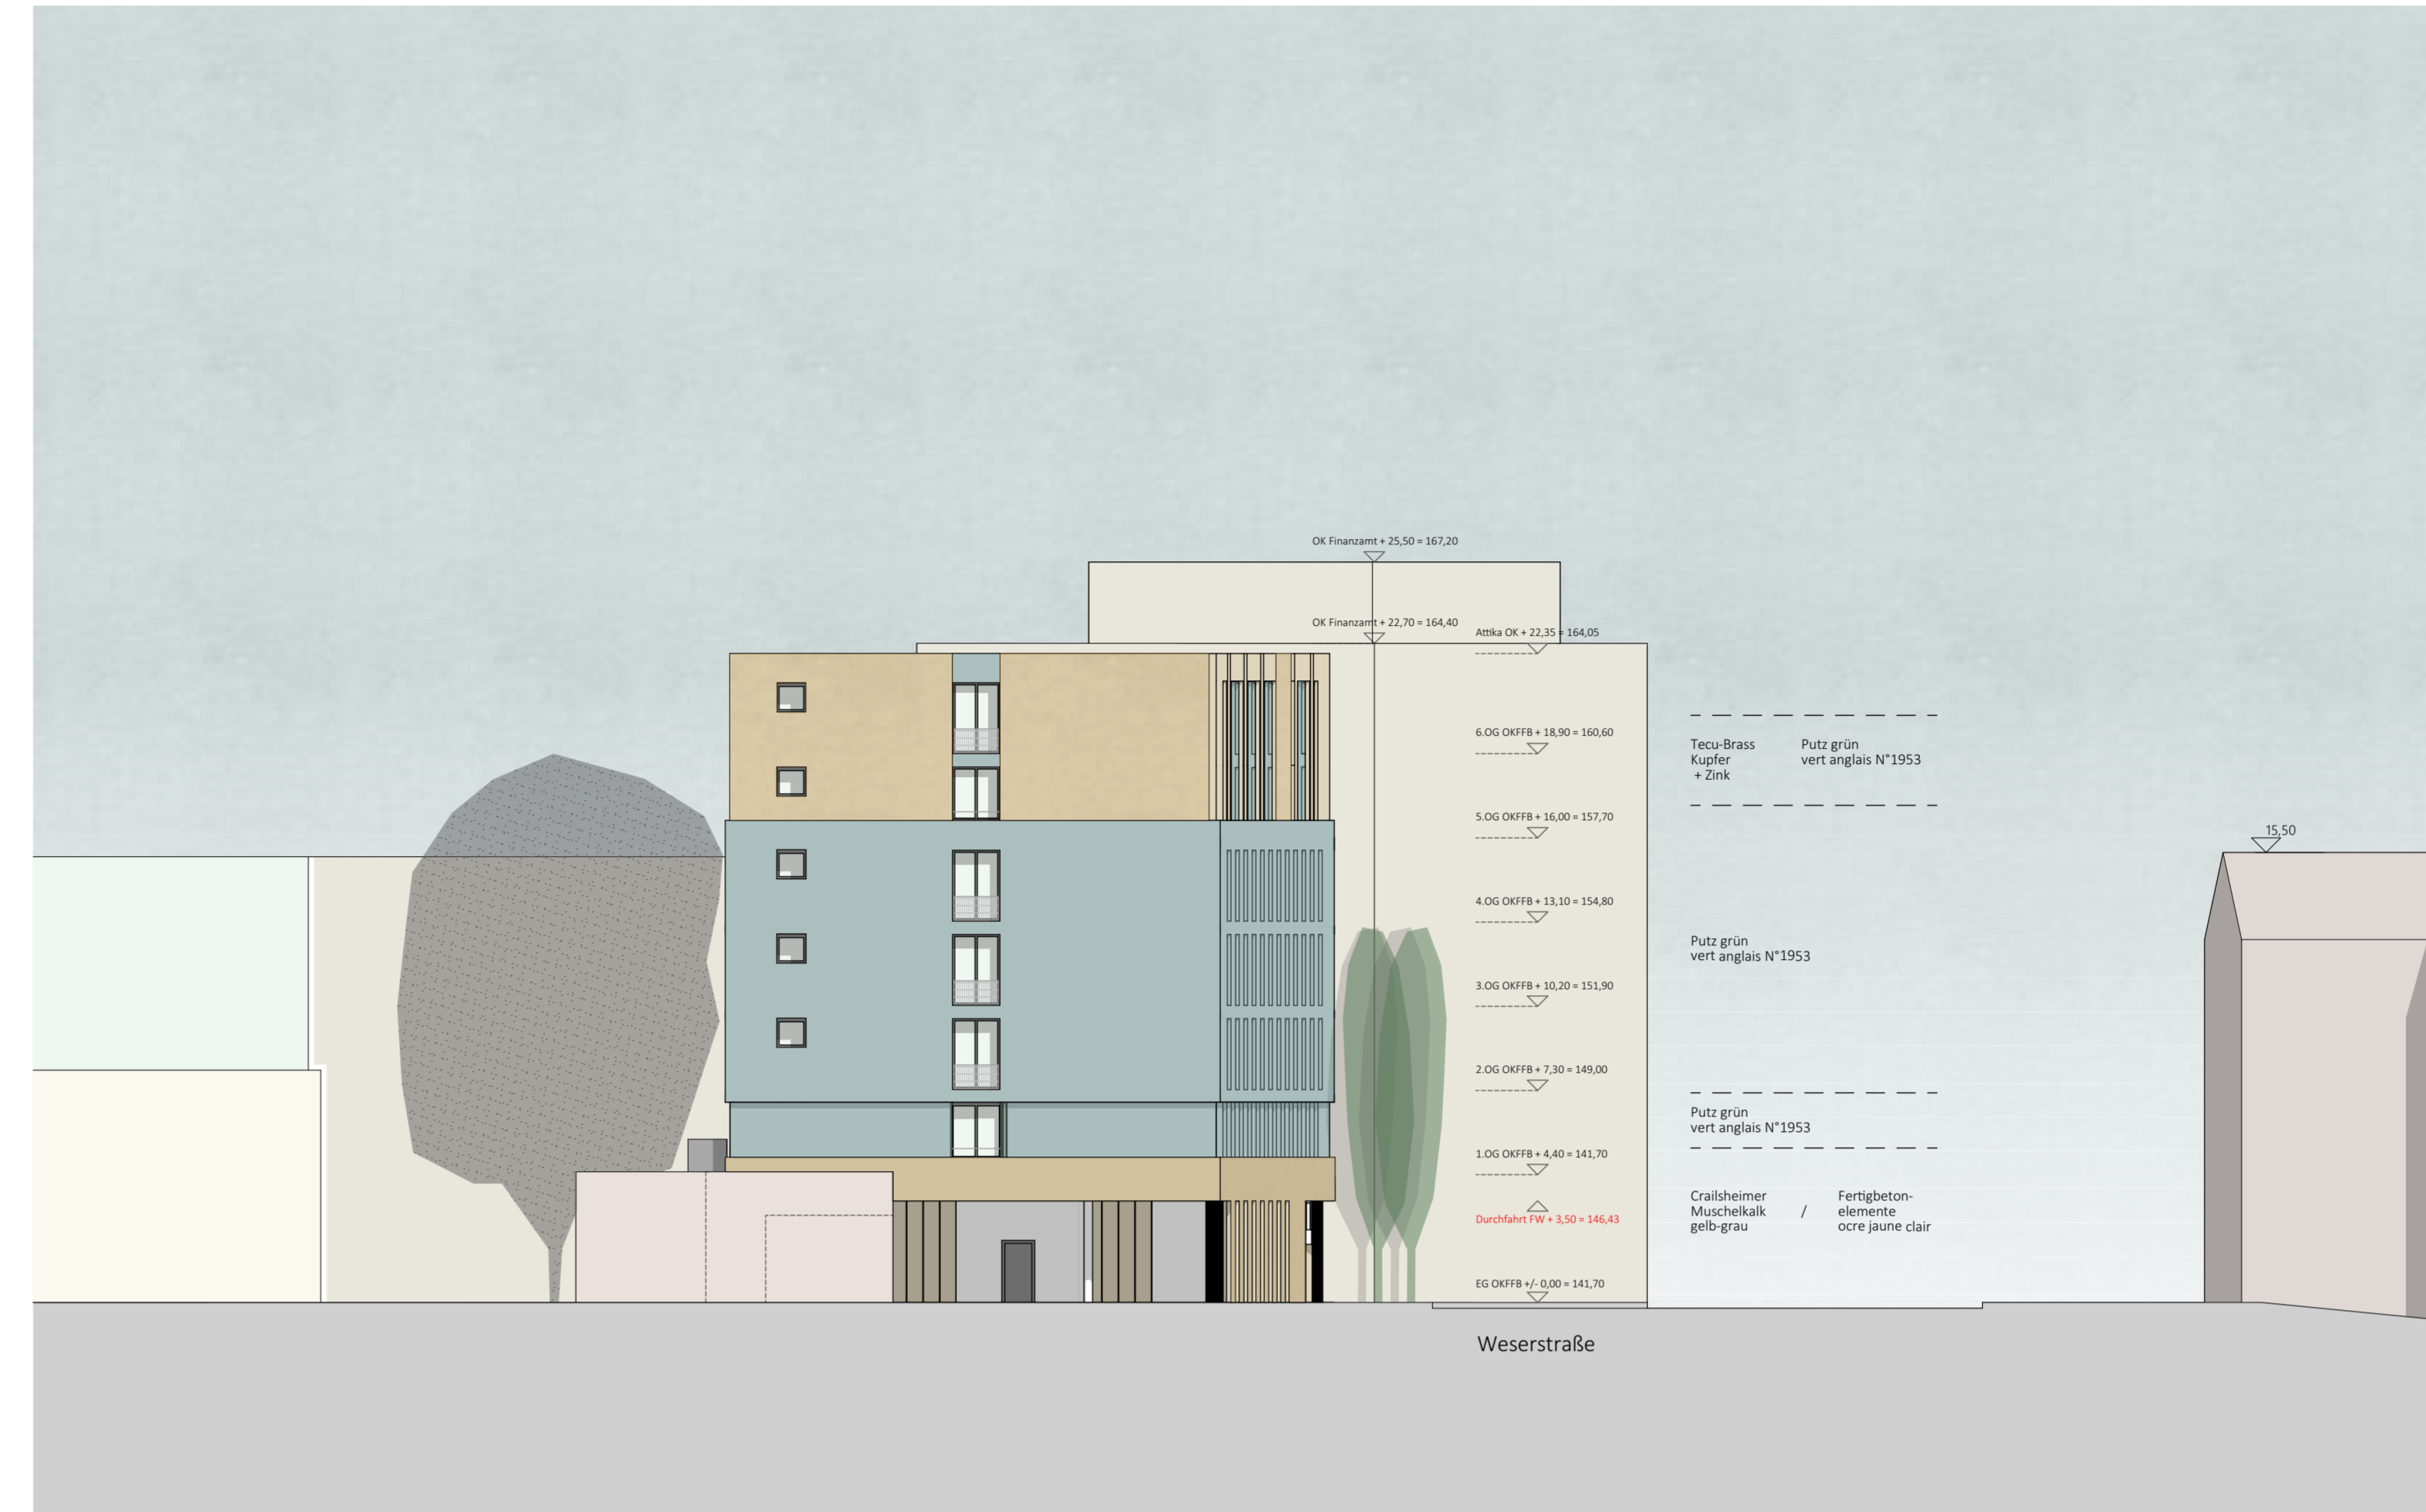 OK Finanzamt + 25,50 = 167,20
OK Finanzamt + 22,70 = 164,40
Attika OK + 22,35 = 164,05
6.OG OKFFB + 18,90 = 160,60
5.OG OKFFB + 16,00 = 157,70
4.OG OKFFB + 13,10 = 154,80
3.OG OKFFB + 10,20 = 151,90
2.OG OKFFB + 7,30 = 149,00
1.OG OKFFB + 4,40 = 141,70
Durchfahrt FW + 3,50 = 146,43
EG OKFFB +/- 0,00 = 141,70
Tecu-Brass
Kupfer
+ Zink
Putz grün
vert anglais N°1953
Putz grün
vert anglais N°1953
Putz grün
vert anglais N°1953
Crailsheimer
Muschelkalk
gelb-grau
/
Fertigbeton-
elemente
ocre jaune clair
15,50
Weserstraße